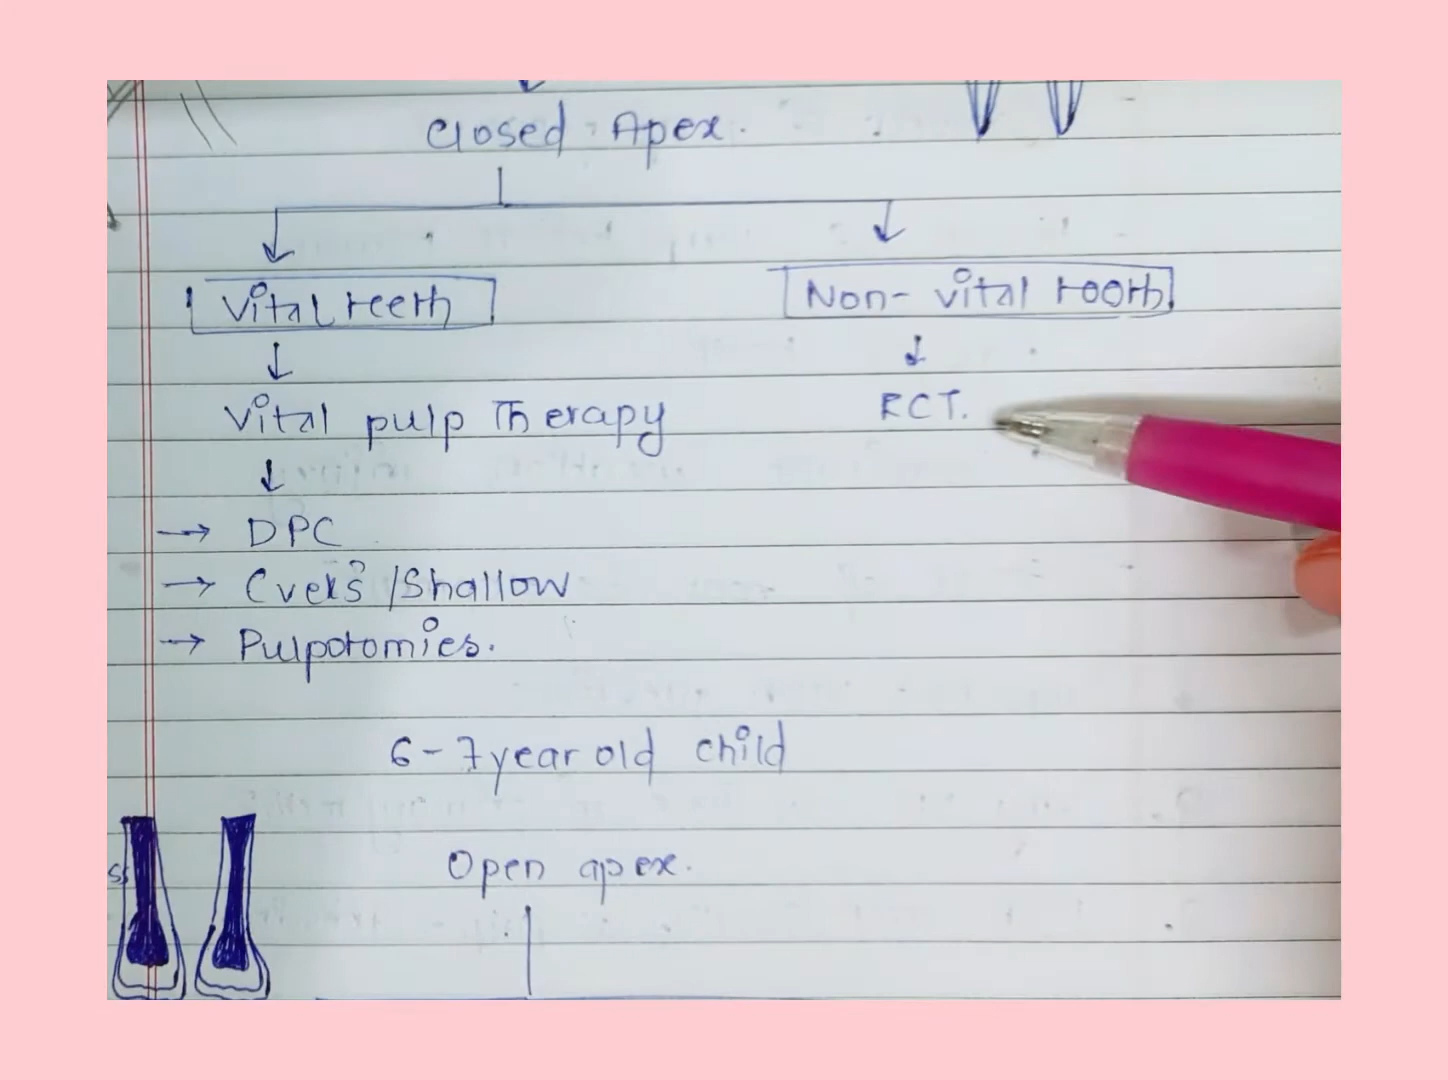 Closed Apex.
Vital teeth
Non-vital tooth
Vital pulp Therapy
RCT.
→ DPC
→ Cveks /Shallow
→ Pulpotomies.
6-7 year old child
Open apex.